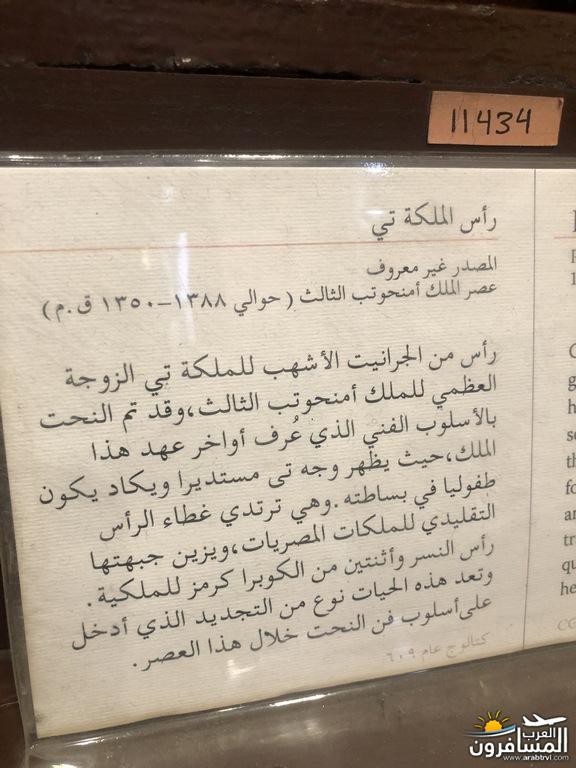 11434
رأس الملكة تي
المصدر غير معروف
عصر الملك أمنحوتب الثالث ( حوالي ١٣٨٨-١٣٥٠ ق.م )
رأس من الجرانيت الأشهب للملكة تي الزوجة
العظمي للملك أمنحوتب الثالث،وقد تم النحت
بالأسلوب الفني الذي عُرف أواخر عهد هذا
الملك،حيث يظهر وجه تى مستديرا ويكاد يكون
طفوليا في بساطته.وهي ترتدي غطاء الرأس
التقليدي للملكات المصريات،ويزين جبهتها
رأس النسر وأثنتين من الكوبرا كرمز للملكية.
وتعد هذه الحيات نوع من التجديد الذي أدخل
على أسلوب فن النحت خلال هذا العصر.
كتالوج عام ٦٠٩
العرب
المسافرون
www.arabtrvl.com